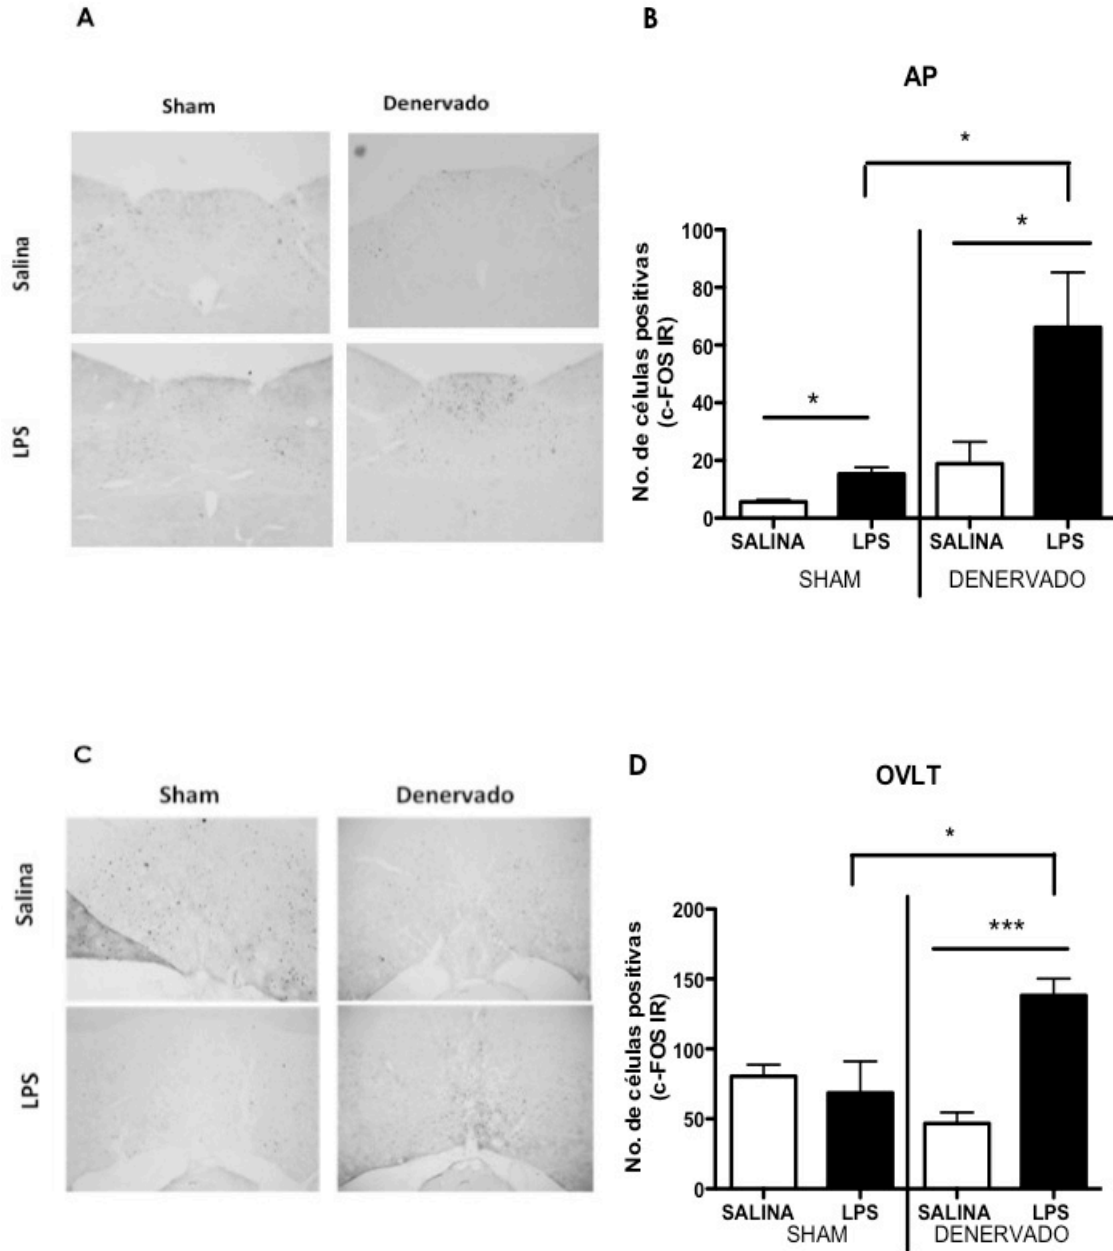 A
Sham Denervado
Salina
LPS
B
AP
*
*
*
No. de células positivas
(c-FOS IR)
100
80
60
40
20
0
SALINA LPS SALINA LPS
SHAM DENERVADO
C
Sham Denervado
Salina
LPS
D
OVLT
*
***
No. de células positivas
(c-FOS IR)
200
150
100
50
0
SALINA LPS SALINA LPS
SHAM DENERVADO